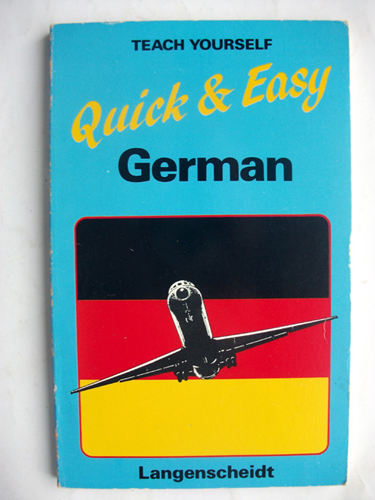 TEACH YOURSELF
Quick & Easy
German
Langenscheidt